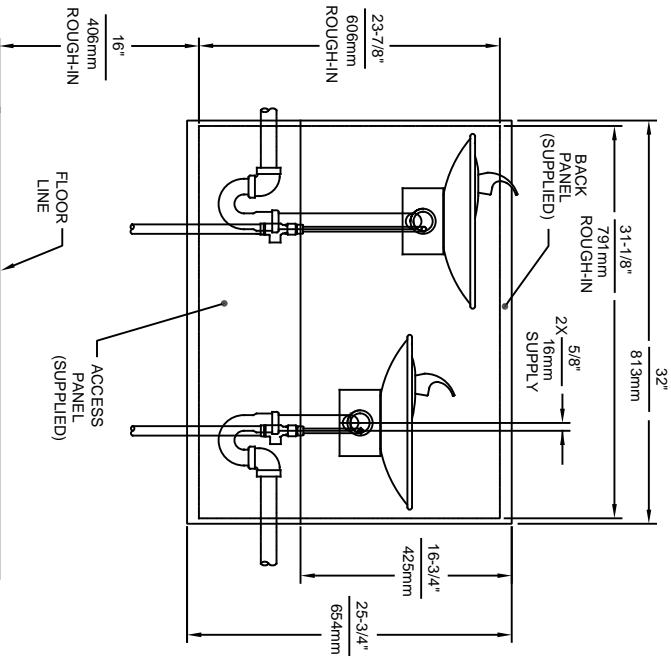 32"
813mm
31-1/8"
791mm
ROUGH-IN
BACK
PANEL
(SUPPLIED)
5/8"
2X
16mm
SUPPLY
23-7/8"
606mm
ROUGH-IN
16-3/4"
425mm
25-3/4"
654mm
16"
406mm
ROUGH-IN
FLOOR
LINE
ACCESS
PANEL
(SUPPLIED)